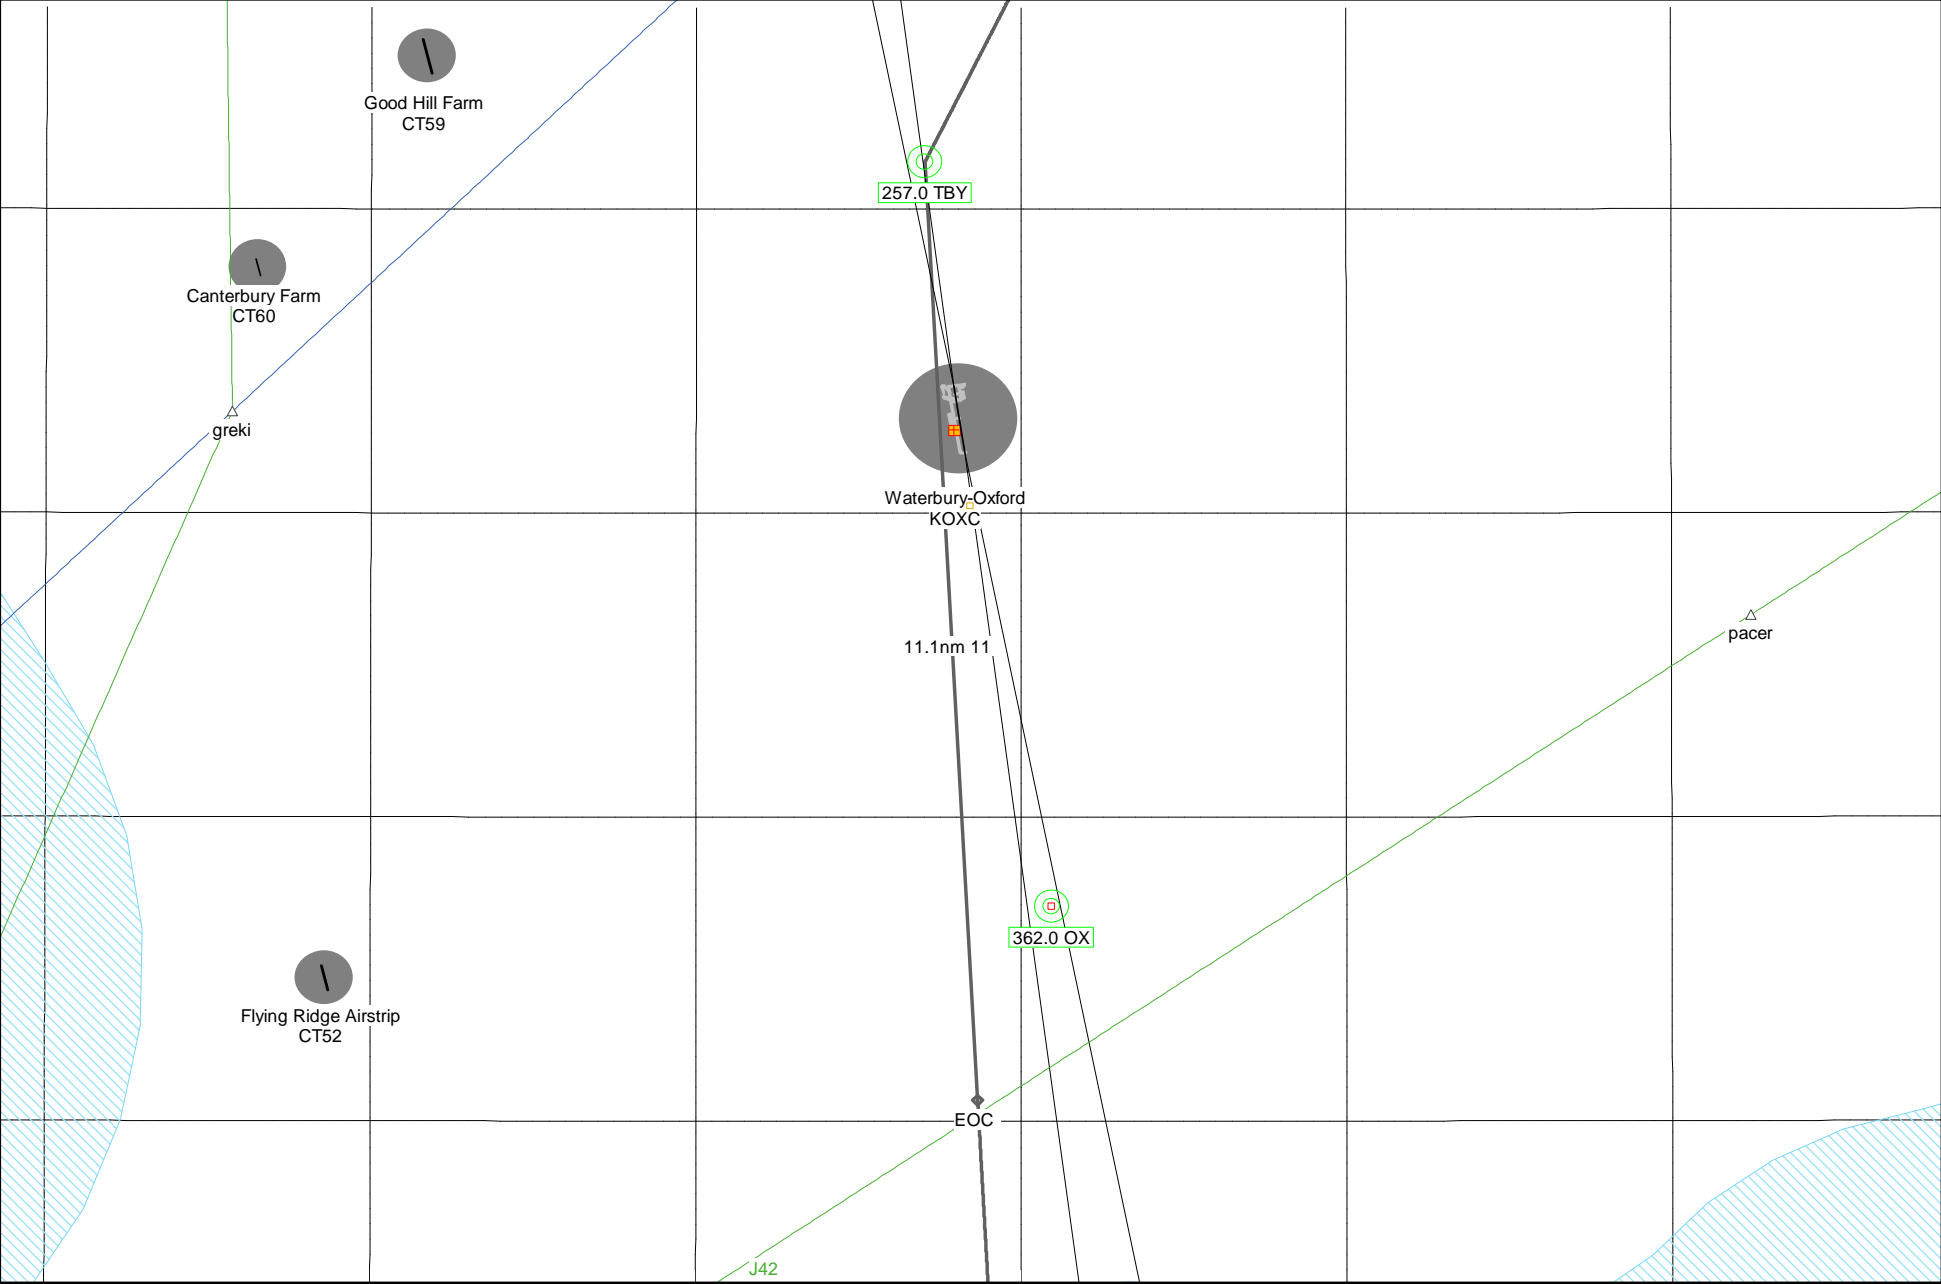 Good Hill Farm
CT59
257.0 TBY
Canterbury Farm
CT60
greki
Waterbury-Oxford
KOXC
pacer
11.1nm 11
362.0 OX
Flying Ridge Airstrip
CT52
EOC
J42